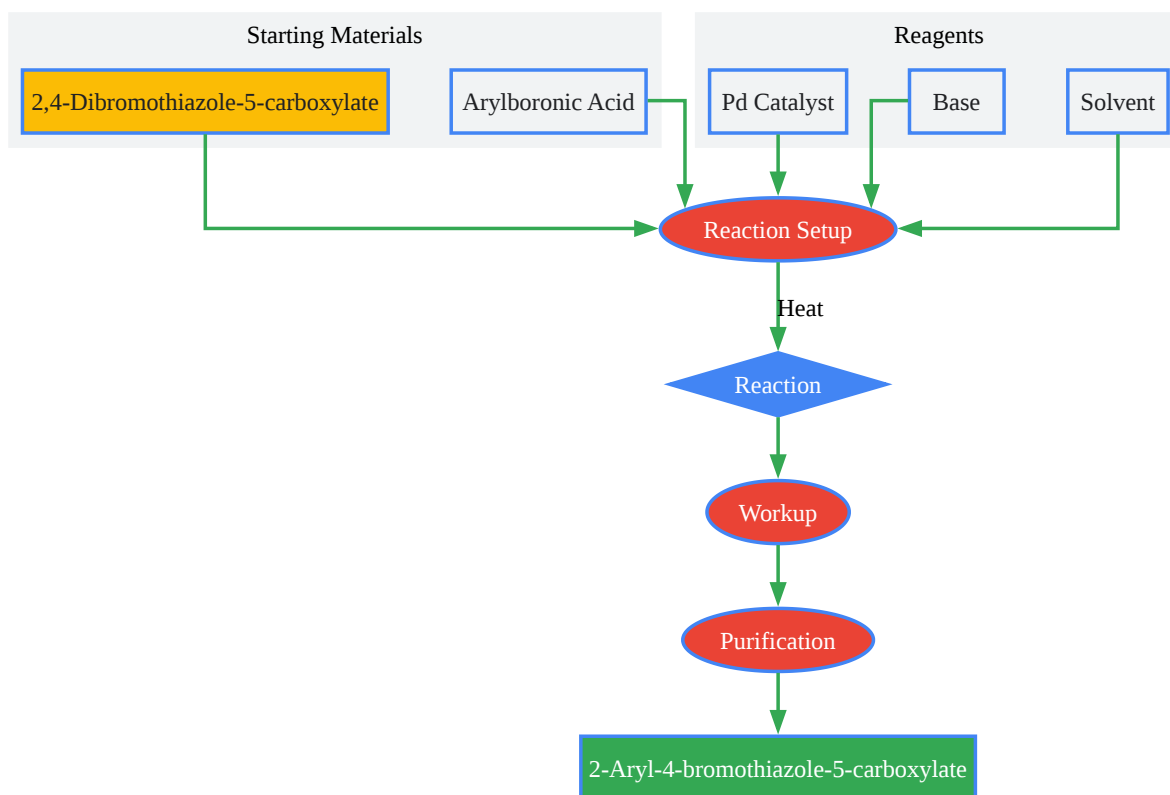 Starting Materials
Reagents
2,4-Dibromothiazole-5-carboxylate
Arylboronic Acid
Pd Catalyst
Base
Solvent
Reaction Setup
Heat
Reaction
Workup
Purification
2-Aryl-4-bromothiazole-5-carboxylate